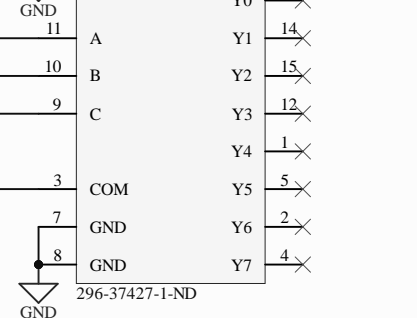 GND
Y0
11 A Y1 14
10 B Y2 15
9 C Y3 12
Y4 1
3 COM Y5 5
7 GND Y6 2
8 GND Y7 4
296-37427-1-ND
GND